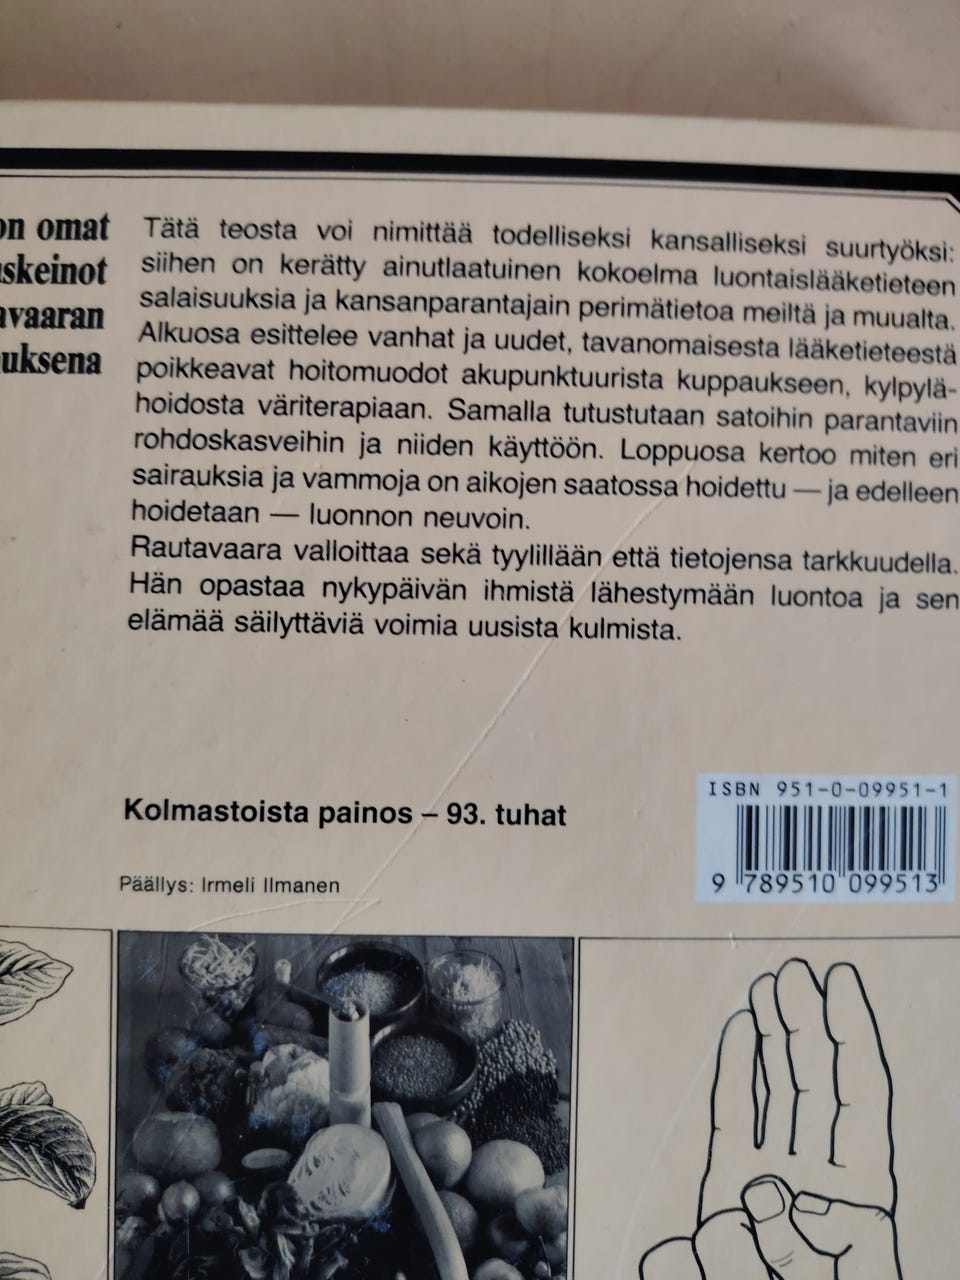 on omat
skeinot
avaaran
uksena
Tätä teosta voi nimittää todelliseksi kansalliseksi suurtyöksi:
siihen on kerätty ainutlaatuinen kokoelma luontaislääketieteen
salaisuuksia ja kansanparantajain perimätietoa meiltä ja muualta.
Alkuosa esittelee vanhat ja uudet, tavanomaisesta lääketieteestä
poikkeavat hoitomuodot akupunktuurista kuppaukseen, kylpylä-
hoidosta väriterapiaan. Samalla tutustutaan satoihin parantaviin
rohdoskasveihin ja niiden käyttöön. Loppuosa kertoo miten eri
sairauksia ja vammoja on aikojen saatossa hoidettu — ja edelleen
hoidetaan — luonnon neuvoin.
Rautavaara valloittaa sekä tyylillään että tietojensa tarkkuudella.
Hän opastaa nykypäivän ihmistä lähestymään luontoa ja sen
elämää säilyttäviä voimia uusista kulmista.
Kolmastoista painos – 93. tuhat
Päällys: Irmeli Ilmanen
ISBN 951-0-09951-1
9 789510 099513